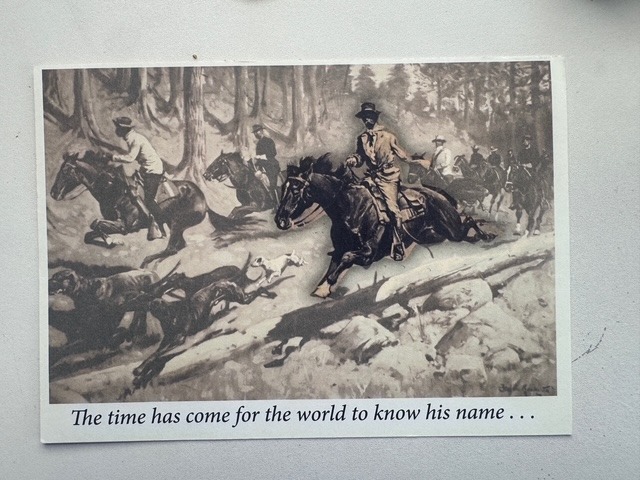 The time has come for the world to know his name . . .